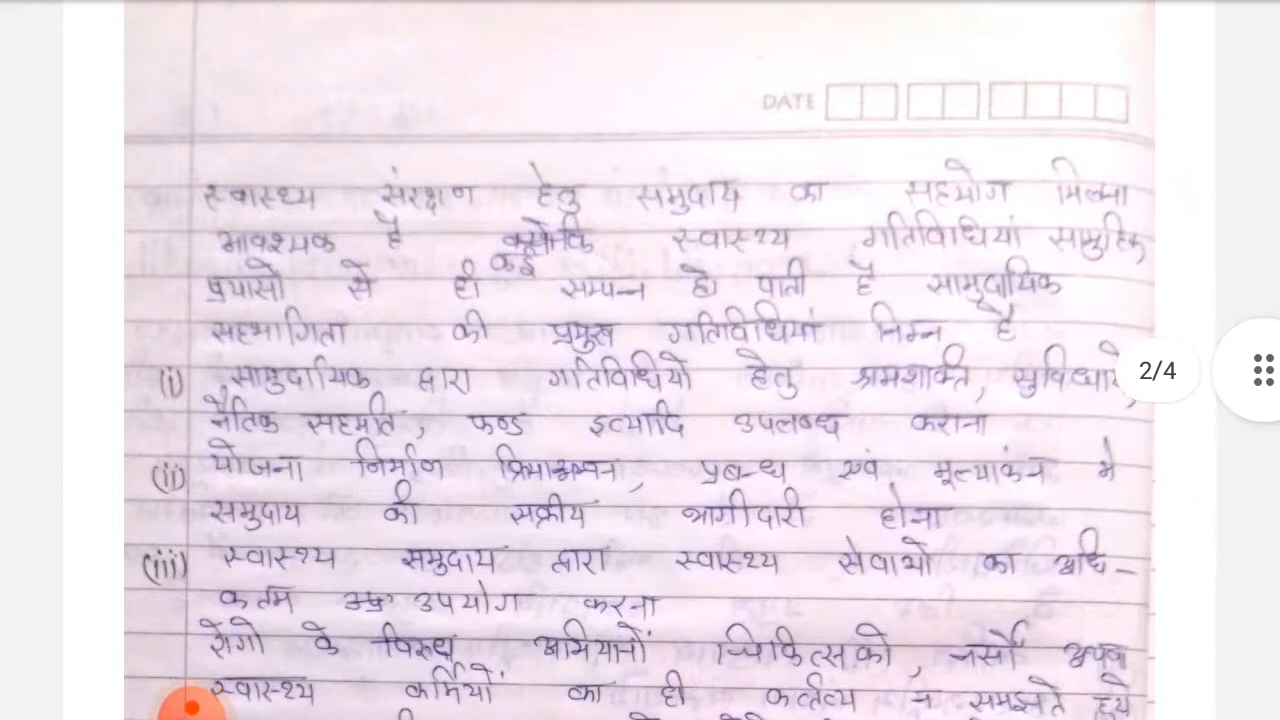 DATE
स्वास्थ्य संरक्षण हेतु समुदाय का सहयोग मिलना
आवश्यक है क्योंकि स्वास्थ्य गतिविधियां सामुहिक
कई
प्रयासो से ही सम्पन्न हो पाती है सामुदायिक
सहभागिता की प्रमुख गतिविधियां निम्न है
(i) सामुदायिक द्वारा गतिविधियो हेतु श्रमशक्ति, सुविधाये,
2/4
नैतिक सहमति, फण्ड इत्यादि उपलब्ध कराना
(ii) योजना निर्माण क्रियान्वयन, प्रबन्ध एवं मूल्याकंन मे
समुदाय की सक्रीय भागीदारी होना
(iii) स्वास्थ्य समुदाय द्वारा स्वास्थ्य सेवाओ का अधि-
कतम उपयोग करना
रोगो के विरुध अभियानों चिकित्सको, नर्सों अथवा
स्वास्थ्य कर्मियों का ही कर्तव्य न समझते हुये